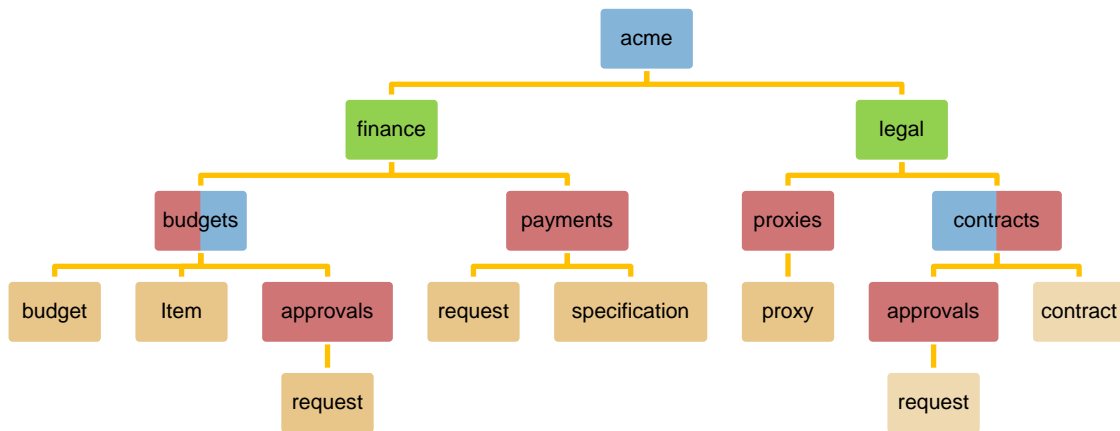 acme
finance
legal
budgets
payments
proxies
contracts
budget
Item
approvals
request
specification
proxy
approvals
contract
request
request